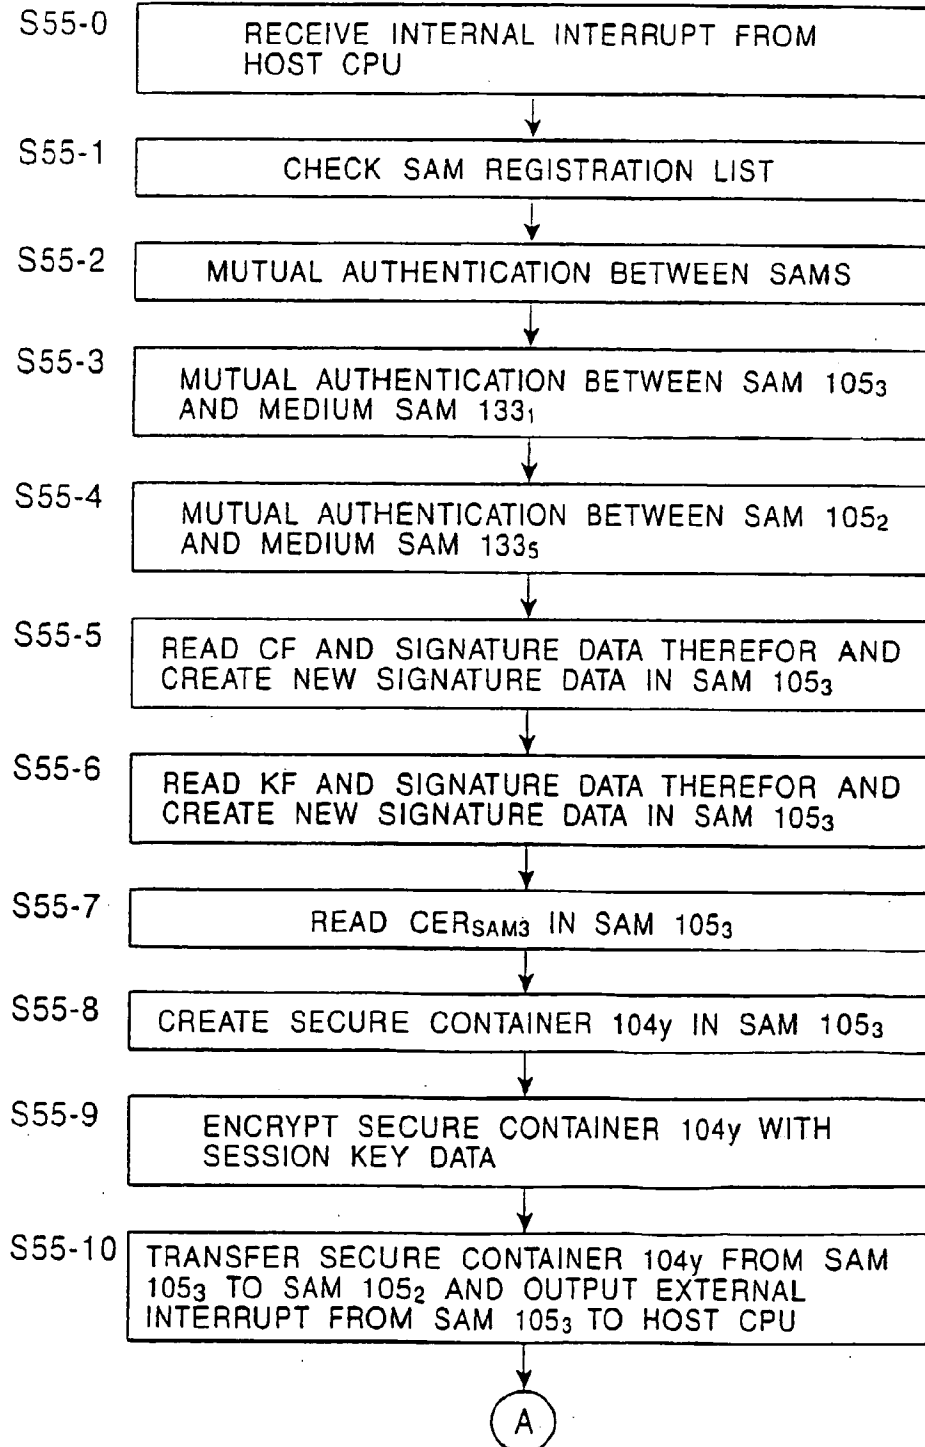 S55-0
RECEIVE INTERNAL INTERRUPT FROM
HOST CPU
S55-1
CHECK SAM REGISTRATION LIST
S55-2
MUTUAL AUTHENTICATION BETWEEN SAMS
S55-3
MUTUAL AUTHENTICATION BETWEEN SAM 105₃
AND MEDIUM SAM 133₁
S55-4
MUTUAL AUTHENTICATION BETWEEN SAM 105₂
AND MEDIUM SAM 133₅
S55-5
READ CF AND SIGNATURE DATA THEREFOR AND
CREATE NEW SIGNATURE DATA IN SAM 105₃
S55-6
READ KF AND SIGNATURE DATA THEREFOR AND
CREATE NEW SIGNATURE DATA IN SAM 105₃
S55-7
READ CER_SAM3 IN SAM 105₃
S55-8
CREATE SECURE CONTAINER 104y IN SAM 105₃
S55-9
ENCRYPT SECURE CONTAINER 104y WITH
SESSION KEY DATA
S55-10
TRANSFER SECURE CONTAINER 104y FROM SAM
105₃ TO SAM 105₂ AND OUTPUT EXTERNAL
INTERRUPT FROM SAM 105₃ TO HOST CPU
A